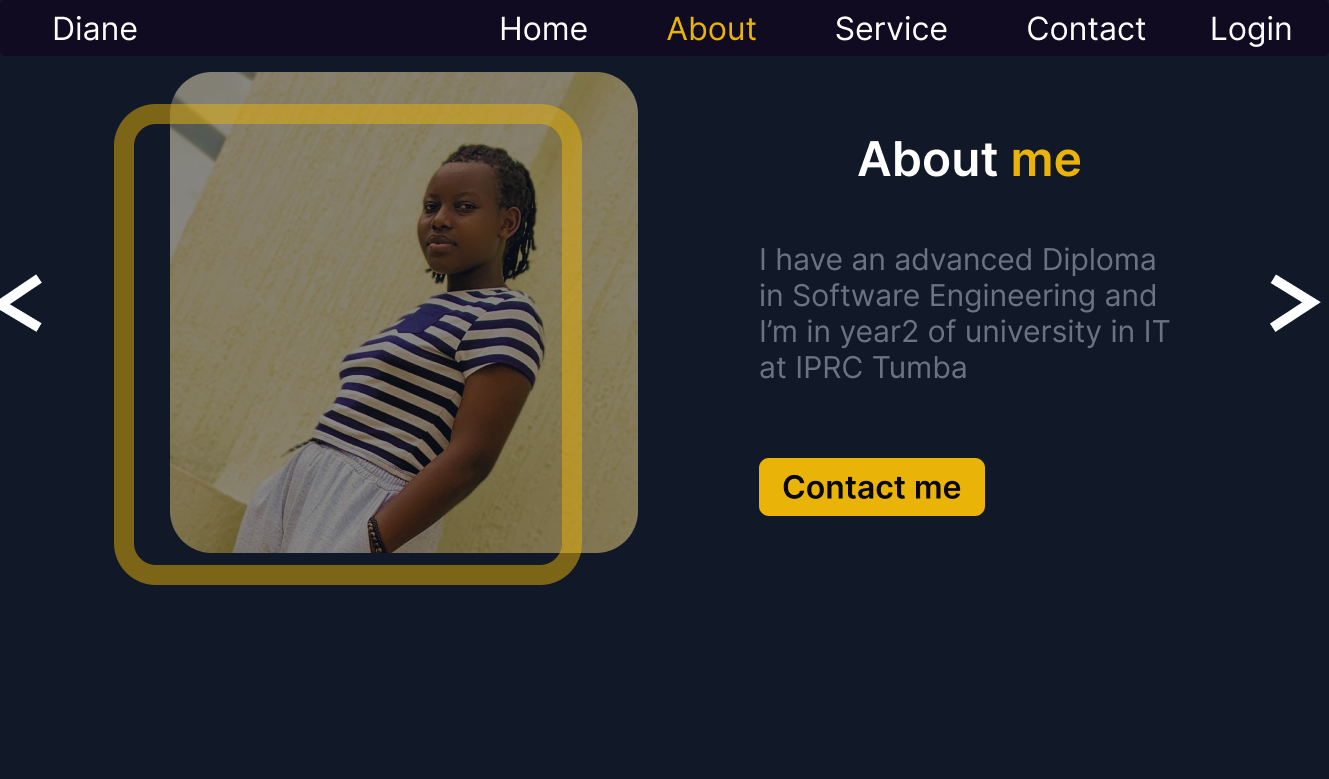 Diane Home About Service Contact Login
About me
I have an advanced Diploma
in Software Engineering and
I’m in year2 of university in IT
at IPRC Tumba
Contact me